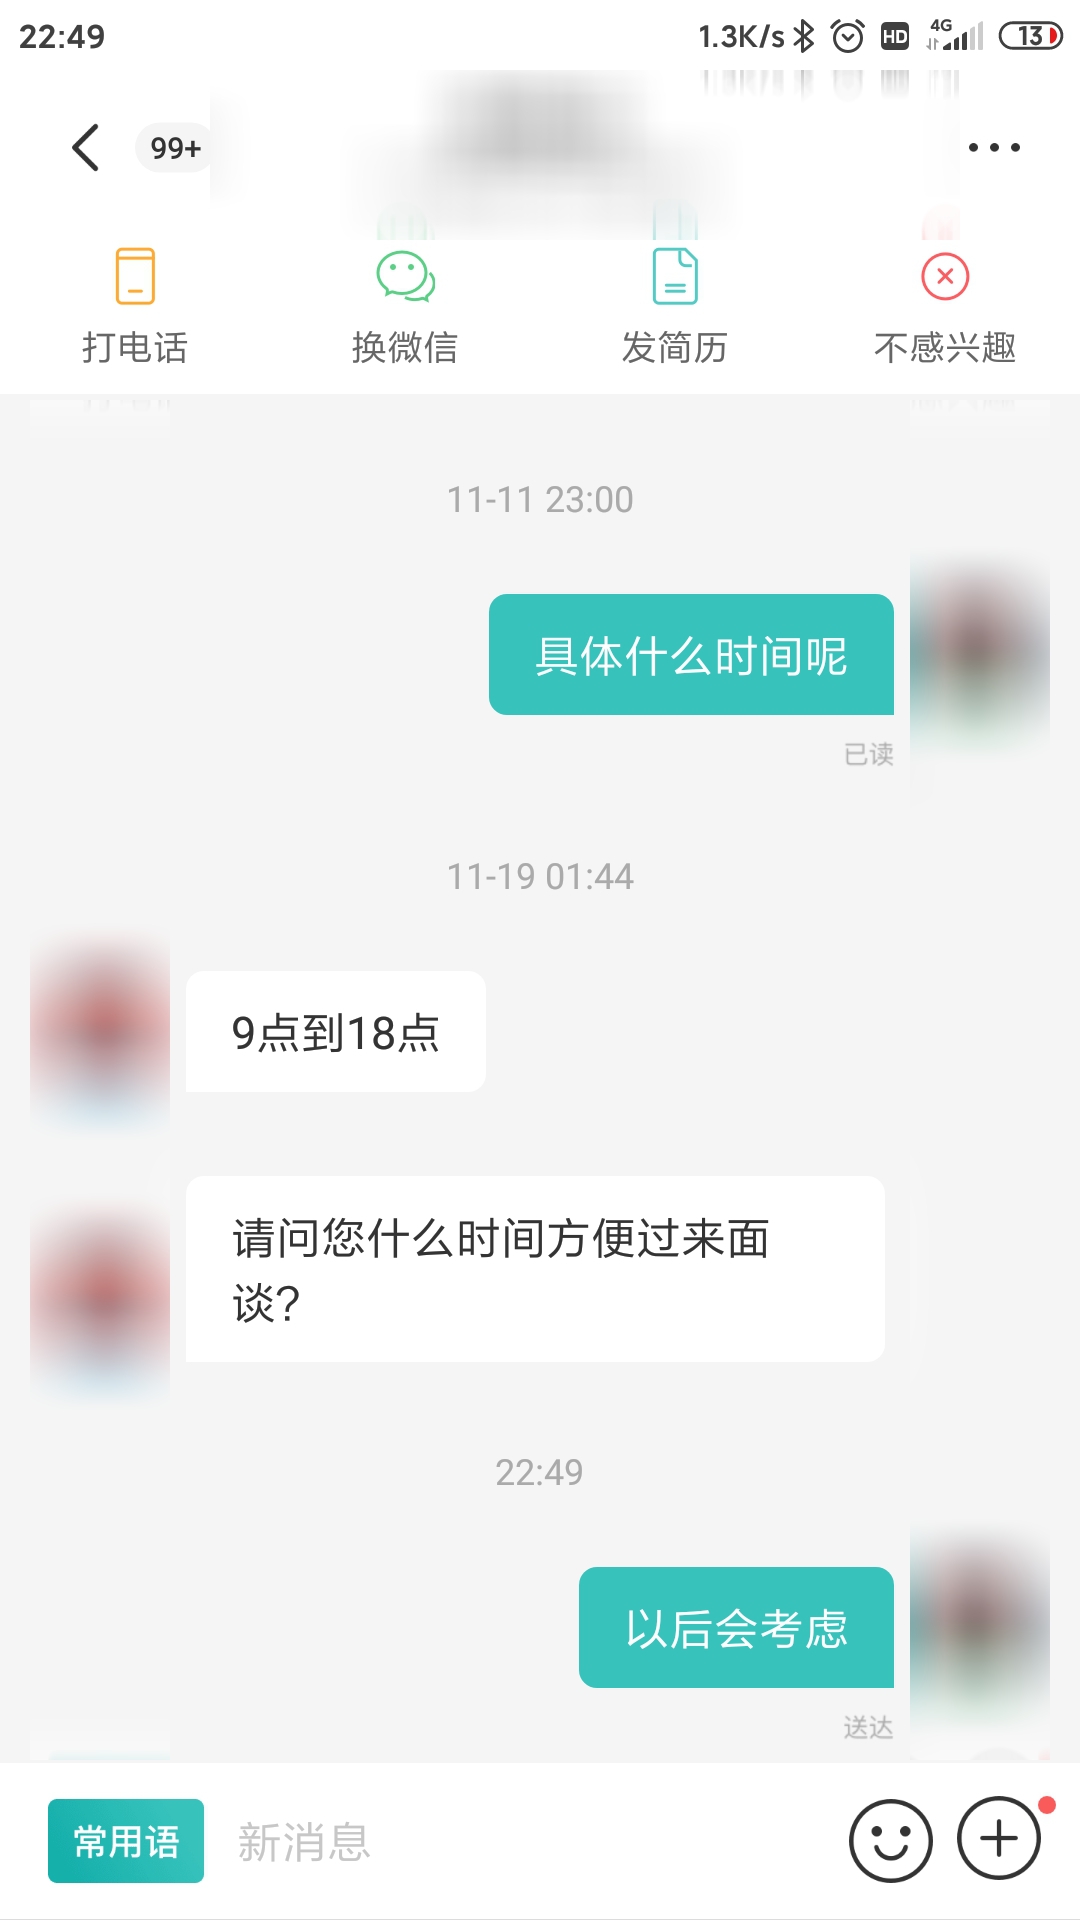 22:49
1.3K/s HD 4G 13
99+
打电话
换微信
发简历
不感兴趣
11-11 23:00
具体什么时间呢
已读
11-19 01:44
9点到18点
请问您什么时间方便过来面
谈?
22:49
以后会考虑
送达
常用语
新消息